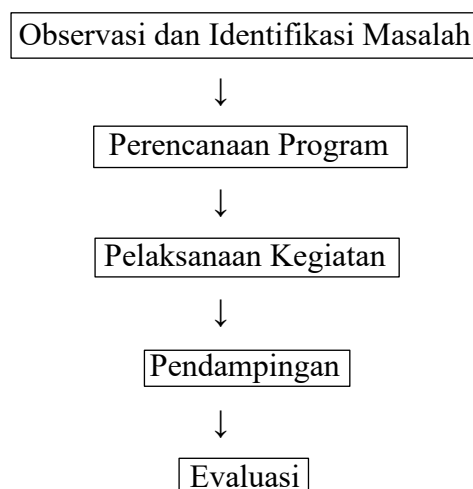 Observasi dan Identifikasi Masalah
↓
Perencanaan Program
↓
Pelaksanaan Kegiatan
↓
Pendampingan
↓
Evaluasi